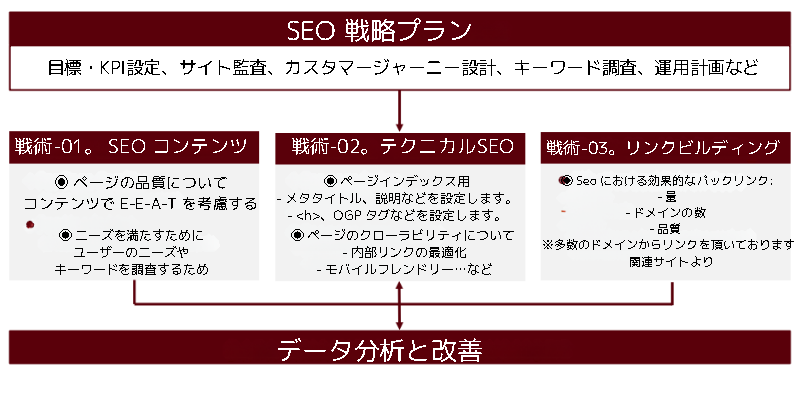 SEO 戦略プラン
目標・KPI設定、サイト監査、カスタマージャーニー設計、キーワード調査、運用計画など
戦術-01。 SEO コンテンツ
◉ ページの品質について
コンテンツで E-E-A-T を考慮する
◉ ニーズを満たすために
ユーザーのニーズや
キーワードを調査するため
戦術-02。テクニカルSEO
◉ ページインデックス用
- メタタイトル、説明などを設定します。
- <h>、OGP タグなどを設定します。
◉ ページのクローラビリティについて
- 内部リンクの最適化
- モバイルフレンドリー…など
戦術-03。リンクビルディング
◉ Seo における効果的なバックリンク:
- 量
- ドメインの数
- 品質
※多数のドメインからリンクを頂いております
関連サイトより
データ分析と改善